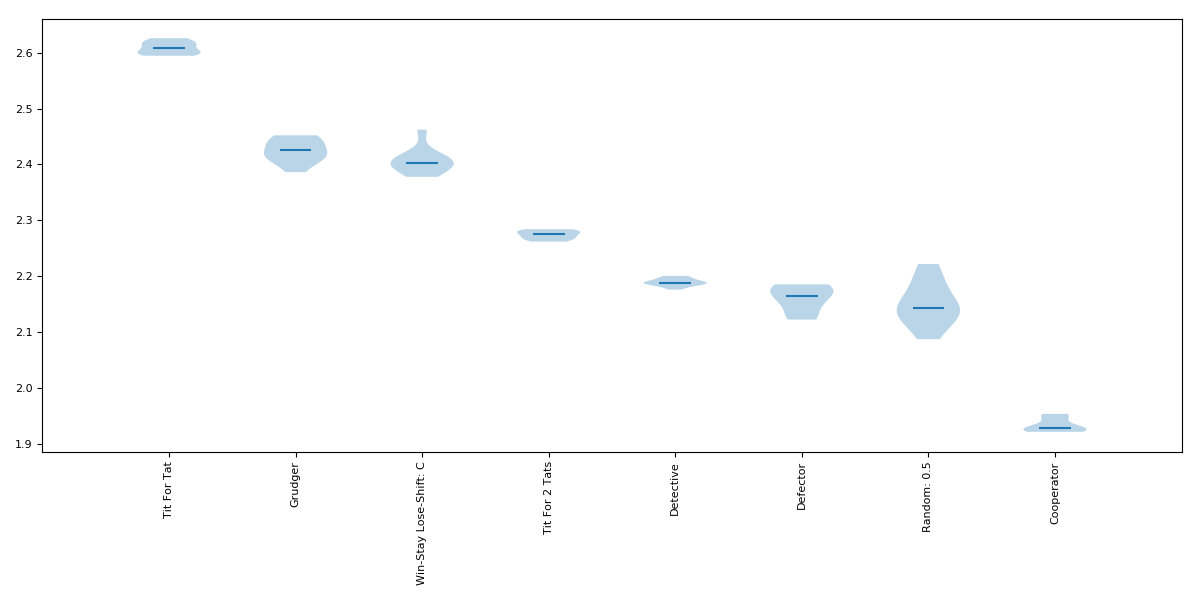 2.6
2.5
2.4
2.3
2.2
2.1
2.0
1.9
Tit For Tat
Grudger
Win-Stay Lose-Shift: C
Tit For 2 Tats
Detective
Defector
Random: 0.5
Cooperator